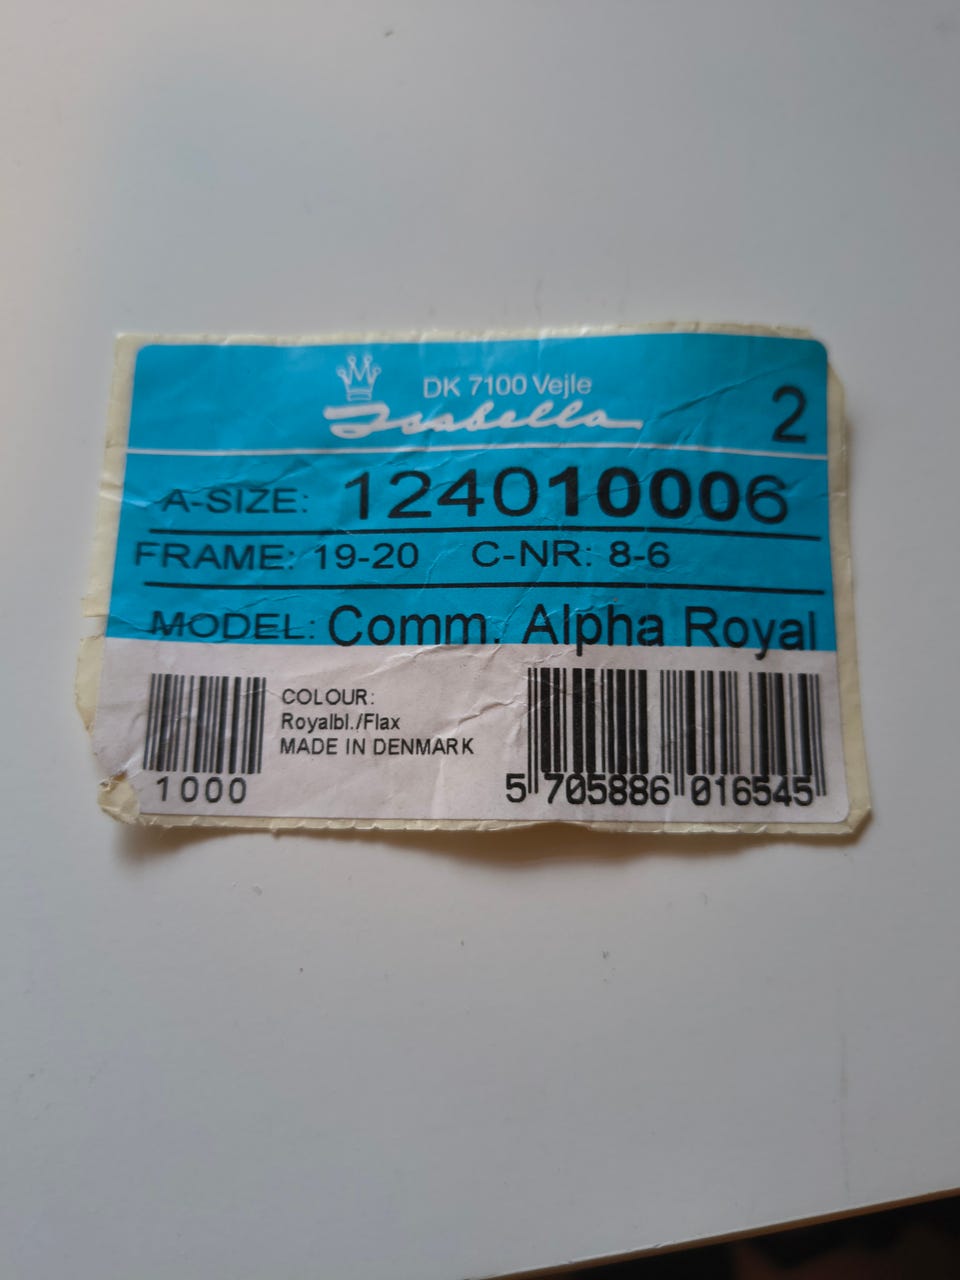 DK 7100 Vejle
Isabella
2
A-SIZE: 124010006
FRAME: 19-20 C-NR: 8-6
MODEL: Comm. Alpha Royal
COLOUR:
Royalbl./Flax
MADE IN DENMARK
1000
5 705886 016545